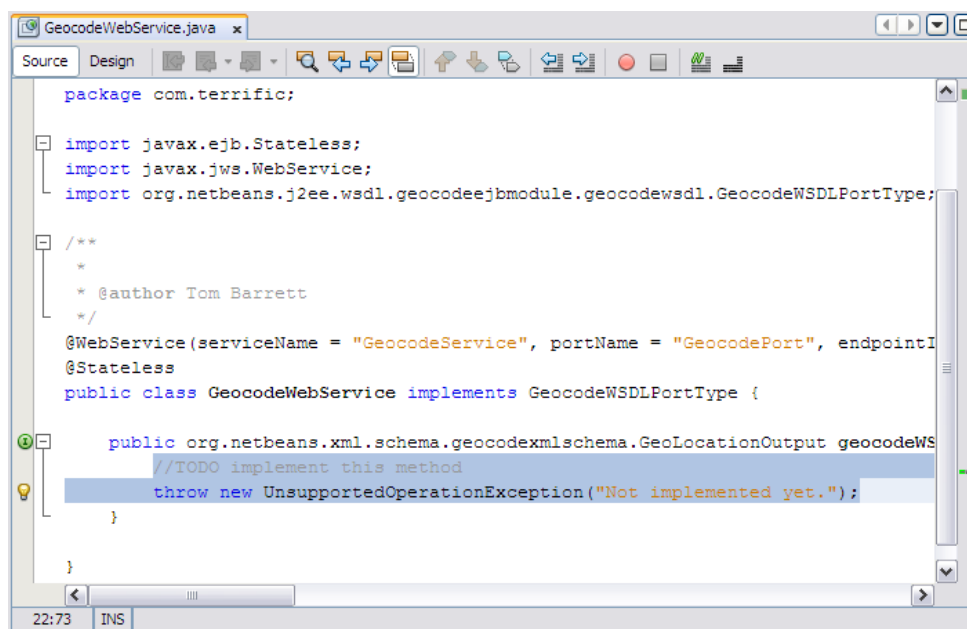 GeocodeWebService.java x
Source Design
package com.terrific;
import javax.ejb.Stateless;
import javax.jws.WebService;
import org.netbeans.j2ee.wsdl.geocodeejbmodule.geocodewsdl.GeocodeWSDLPortType;
/**
*
* @author Tom Barrett
*/
@WebService(serviceName = "GeocodeService", portName = "GeocodePort", endpointI
@Stateless
public class GeocodeWebService implements GeocodeWSDLPortType {
public org.netbeans.xml.schema.geocodexmlschema.GeoLocationOutput geocodeWS
//TODO implement this method
throw new UnsupportedOperationException("Not implemented yet.");
}
}
22:73 INS